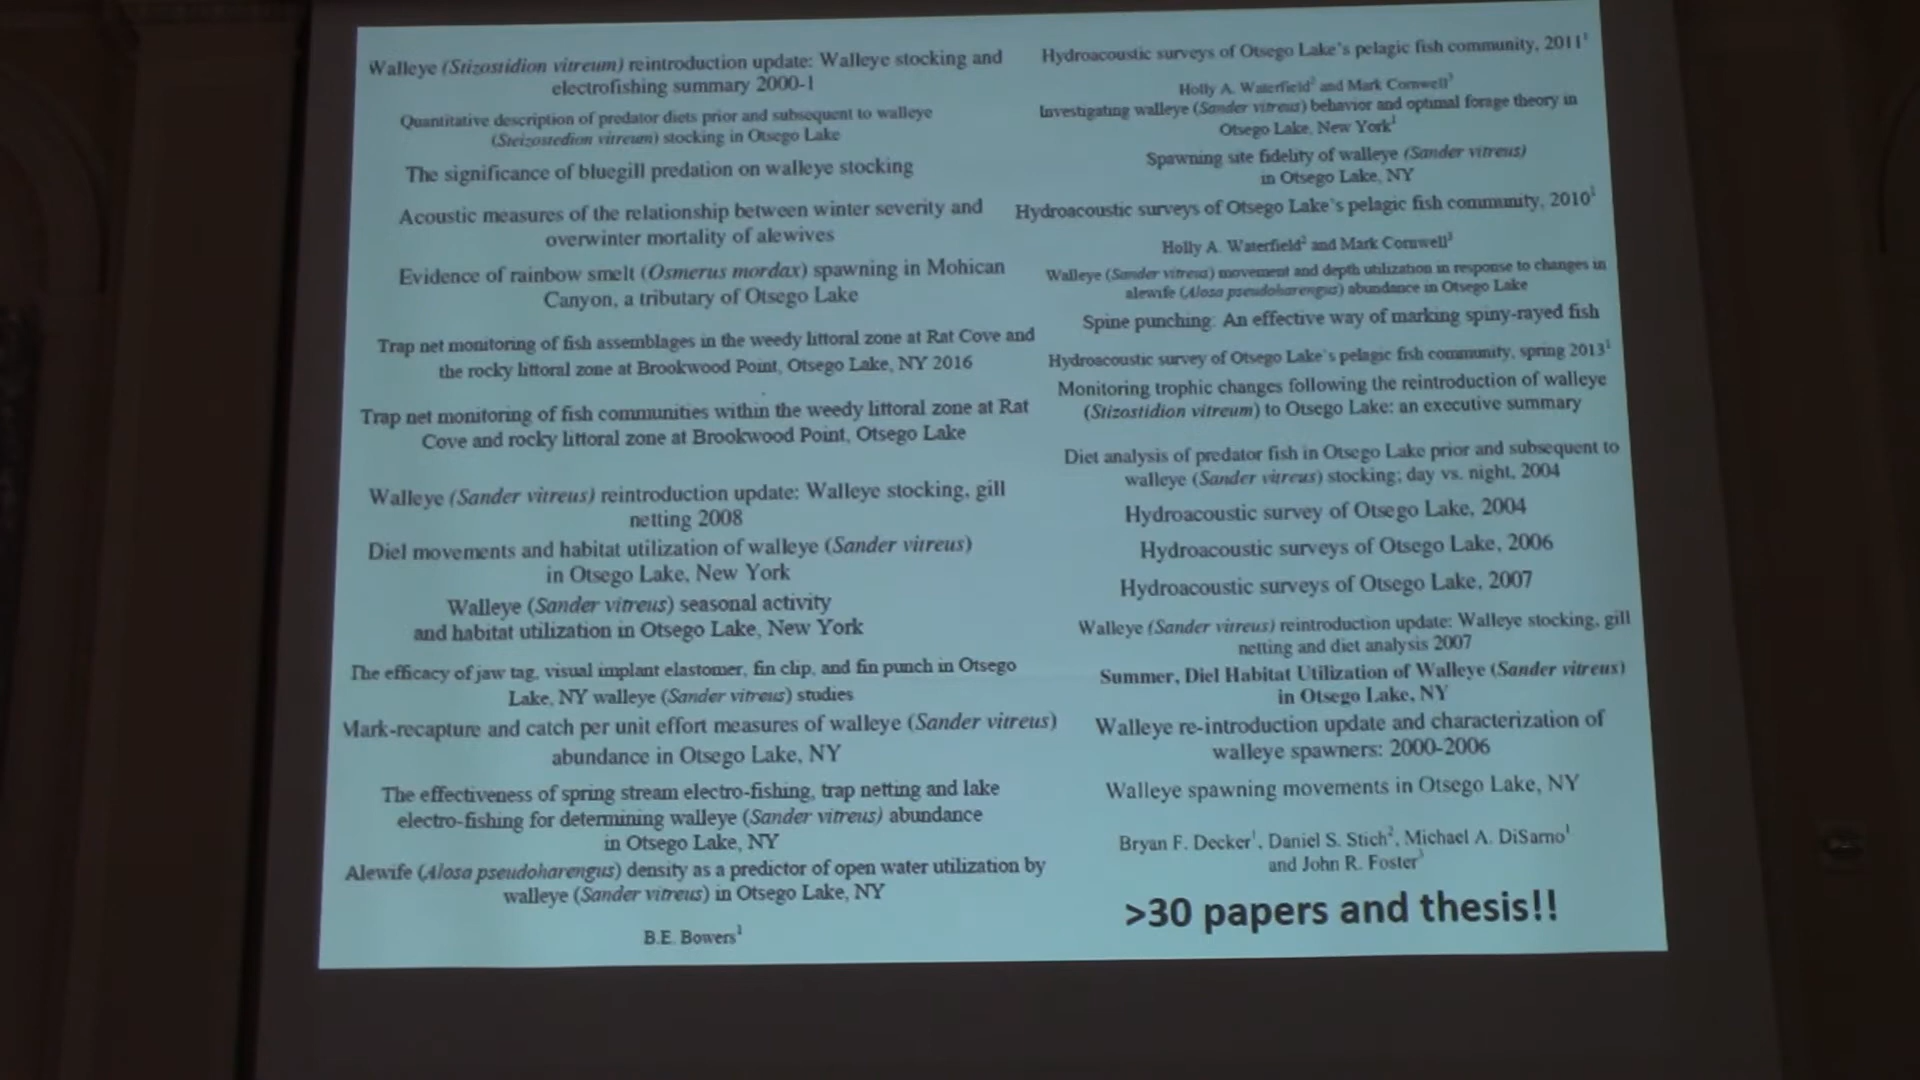 Walleye (Stizostidion vitreum) reintroduction update: Walleye stocking and
electrofishing summary 2000-1
Quantitative description of predator diets prior and subsequent to walleye
(Steizostedion vitreum) stocking in Otsego Lake
The significance of bluegill predation on walleye stocking
Acoustic measures of the relationship between winter severity and
overwinter mortality of alewives
Evidence of rainbow smelt (Osmerus mordax) spawning in Mohican
Canyon, a tributary of Otsego Lake
Trap net monitoring of fish assemblages in the weedy littoral zone at Rat Cove and
the rocky littoral zone at Brookwood Point, Otsego Lake, NY 2016
Trap net monitoring of fish communities within the weedy littoral zone at Rat
Cove and rocky littoral zone at Brookwood Point, Otsego Lake
Walleye (Sander vitreus) reintroduction update: Walleye stocking, gill
netting 2008
Diel movements and habitat utilization of walleye (Sander vitreus)
in Otsego Lake, New York
Walleye (Sander vitreus) seasonal activity
and habitat utilization in Otsego Lake, New York
The efficacy of jaw tag, visual implant elastomer, fin clip, and fin punch in Otsego
Lake, NY walleye (Sander vitreus) studies
Mark-recapture and catch per unit effort measures of walleye (Sander vitreus)
abundance in Otsego Lake, NY
The effectiveness of spring stream electro-fishing, trap netting and lake
electro-fishing for determining walleye (Sander vitreus) abundance
in Otsego Lake, NY
Alewife (Alosa pseudoharengus) density as a predictor of open water utilization by
walleye (Sander vitreus) in Otsego Lake, NY
B.E. Bowers¹
Hydroacoustic surveys of Otsego Lake's pelagic fish community, 2011¹
Holly A. Waterfield² and Mark Cornwell³
Investigating walleye (Sander vitreus) behavior and optimal forage theory in
Otsego Lake, New York¹
Spawning site fidelity of walleye (Sander vitreus)
in Otsego Lake, NY
Hydroacoustic surveys of Otsego Lake's pelagic fish community, 2010¹
Holly A. Waterfield² and Mark Cornwell³
Walleye (Sander vitreus) movement and depth utilization in response to changes in
alewife (Alosa pseudoharengus) abundance in Otsego Lake
Spine punching: An effective way of marking spiny-rayed fish
Hydroacoustic survey of Otsego Lake's pelagic fish community, spring 2013¹
Monitoring trophic changes following the reintroduction of walleye
(Stizostidion vitreum) to Otsego Lake: an executive summary
Diet analysis of predator fish in Otsego Lake prior and subsequent to
walleye (Sander vitreus) stocking; day vs. night, 2004
Hydroacoustic survey of Otsego Lake, 2004
Hydroacoustic surveys of Otsego Lake, 2006
Hydroacoustic surveys of Otsego Lake, 2007
Walleye (Sander vitreus) reintroduction update: Walleye stocking, gill
netting and diet analysis 2007
Summer, Diel Habitat Utilization of Walleye (Sander vitreus)
in Otsego Lake, NY
Walleye re-introduction update and characterization of
walleye spawners: 2000-2006
Walleye spawning movements in Otsego Lake, NY
Bryan F. Decker¹, Daniel S. Stich², Michael A. DiSarno¹
and John R. Foster³
>30 papers and thesis!!